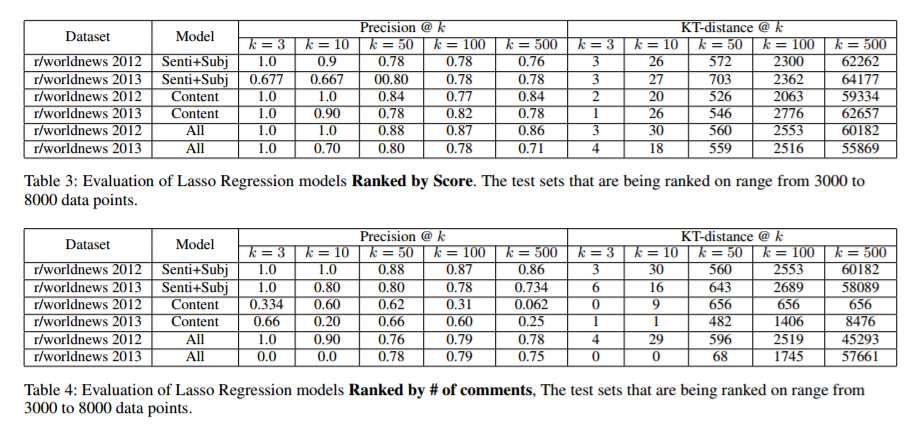 Dataset Model Precision @ k KT-distance @ k
k = 3 k = 10 k = 50 k = 100 k = 500 k = 3 k = 10 k = 50 k = 100 k = 500
r/worldnews 2012 Senti+Subj 1.0 0.9 0.78 0.78 0.76 3 26 572 2300 62262
r/worldnews 2013 Senti+Subj 0.677 0.667 00.80 0.78 0.78 3 27 703 2362 64177
r/worldnews 2012 Content 1.0 1.0 0.84 0.77 0.84 2 20 526 2063 59334
r/worldnews 2013 Content 1.0 0.90 0.78 0.82 0.78 1 26 546 2776 62657
r/worldnews 2012 All 1.0 1.0 0.88 0.87 0.86 3 30 560 2553 60182
r/worldnews 2013 All 1.0 0.70 0.80 0.78 0.71 4 18 559 2516 55869
Table 3: Evaluation of Lasso Regression models Ranked by Score. The test sets that are being ranked on range from 3000 to
8000 data points.
Dataset Model Precision @ k KT-distance @ k
k = 3 k = 10 k = 50 k = 100 k = 500 k = 3 k = 10 k = 50 k = 100 k = 500
r/worldnews 2012 Senti+Subj 1.0 1.0 0.88 0.87 0.86 3 30 560 2553 60182
r/worldnews 2013 Senti+Subj 1.0 0.80 0.80 0.78 0.734 6 16 643 2689 58089
r/worldnews 2012 Content 0.334 0.60 0.62 0.31 0.062 0 9 656 656 656
r/worldnews 2013 Content 0.66 0.20 0.66 0.60 0.25 1 1 482 1406 8476
r/worldnews 2012 All 1.0 0.90 0.76 0.79 0.78 4 29 596 2519 45293
r/worldnews 2013 All 0.0 0.0 0.78 0.79 0.75 0 0 68 1745 57661
Table 4: Evaluation of Lasso Regression models Ranked by # of comments, The test sets that are being ranked on range from
3000 to 8000 data points.